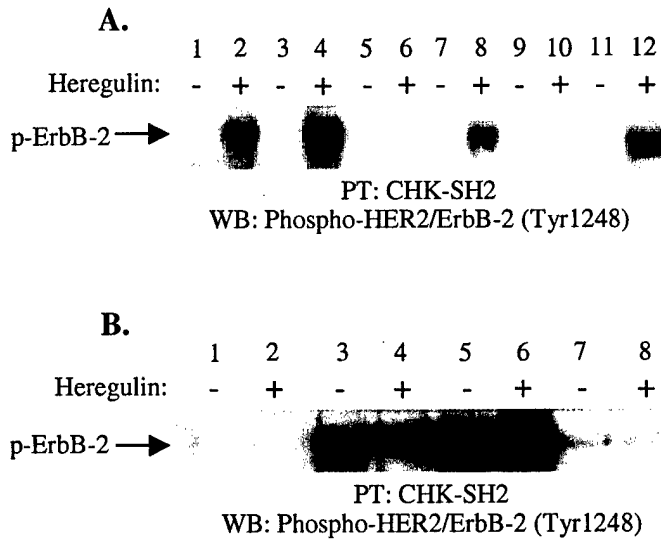 A.
1 2 3 4 5 6 7 8 9 10 11 12
Heregulin: - + - + - + - + - + - +
p-ErbB-2
PT: CHK-SH2
WB: Phospho-HER2/ErbB-2 (Tyr1248)
B.
1 2 3 4 5 6 7 8
Heregulin: - + - + - + - +
p-ErbB-2
PT: CHK-SH2
WB: Phospho-HER2/ErbB-2 (Tyr1248)